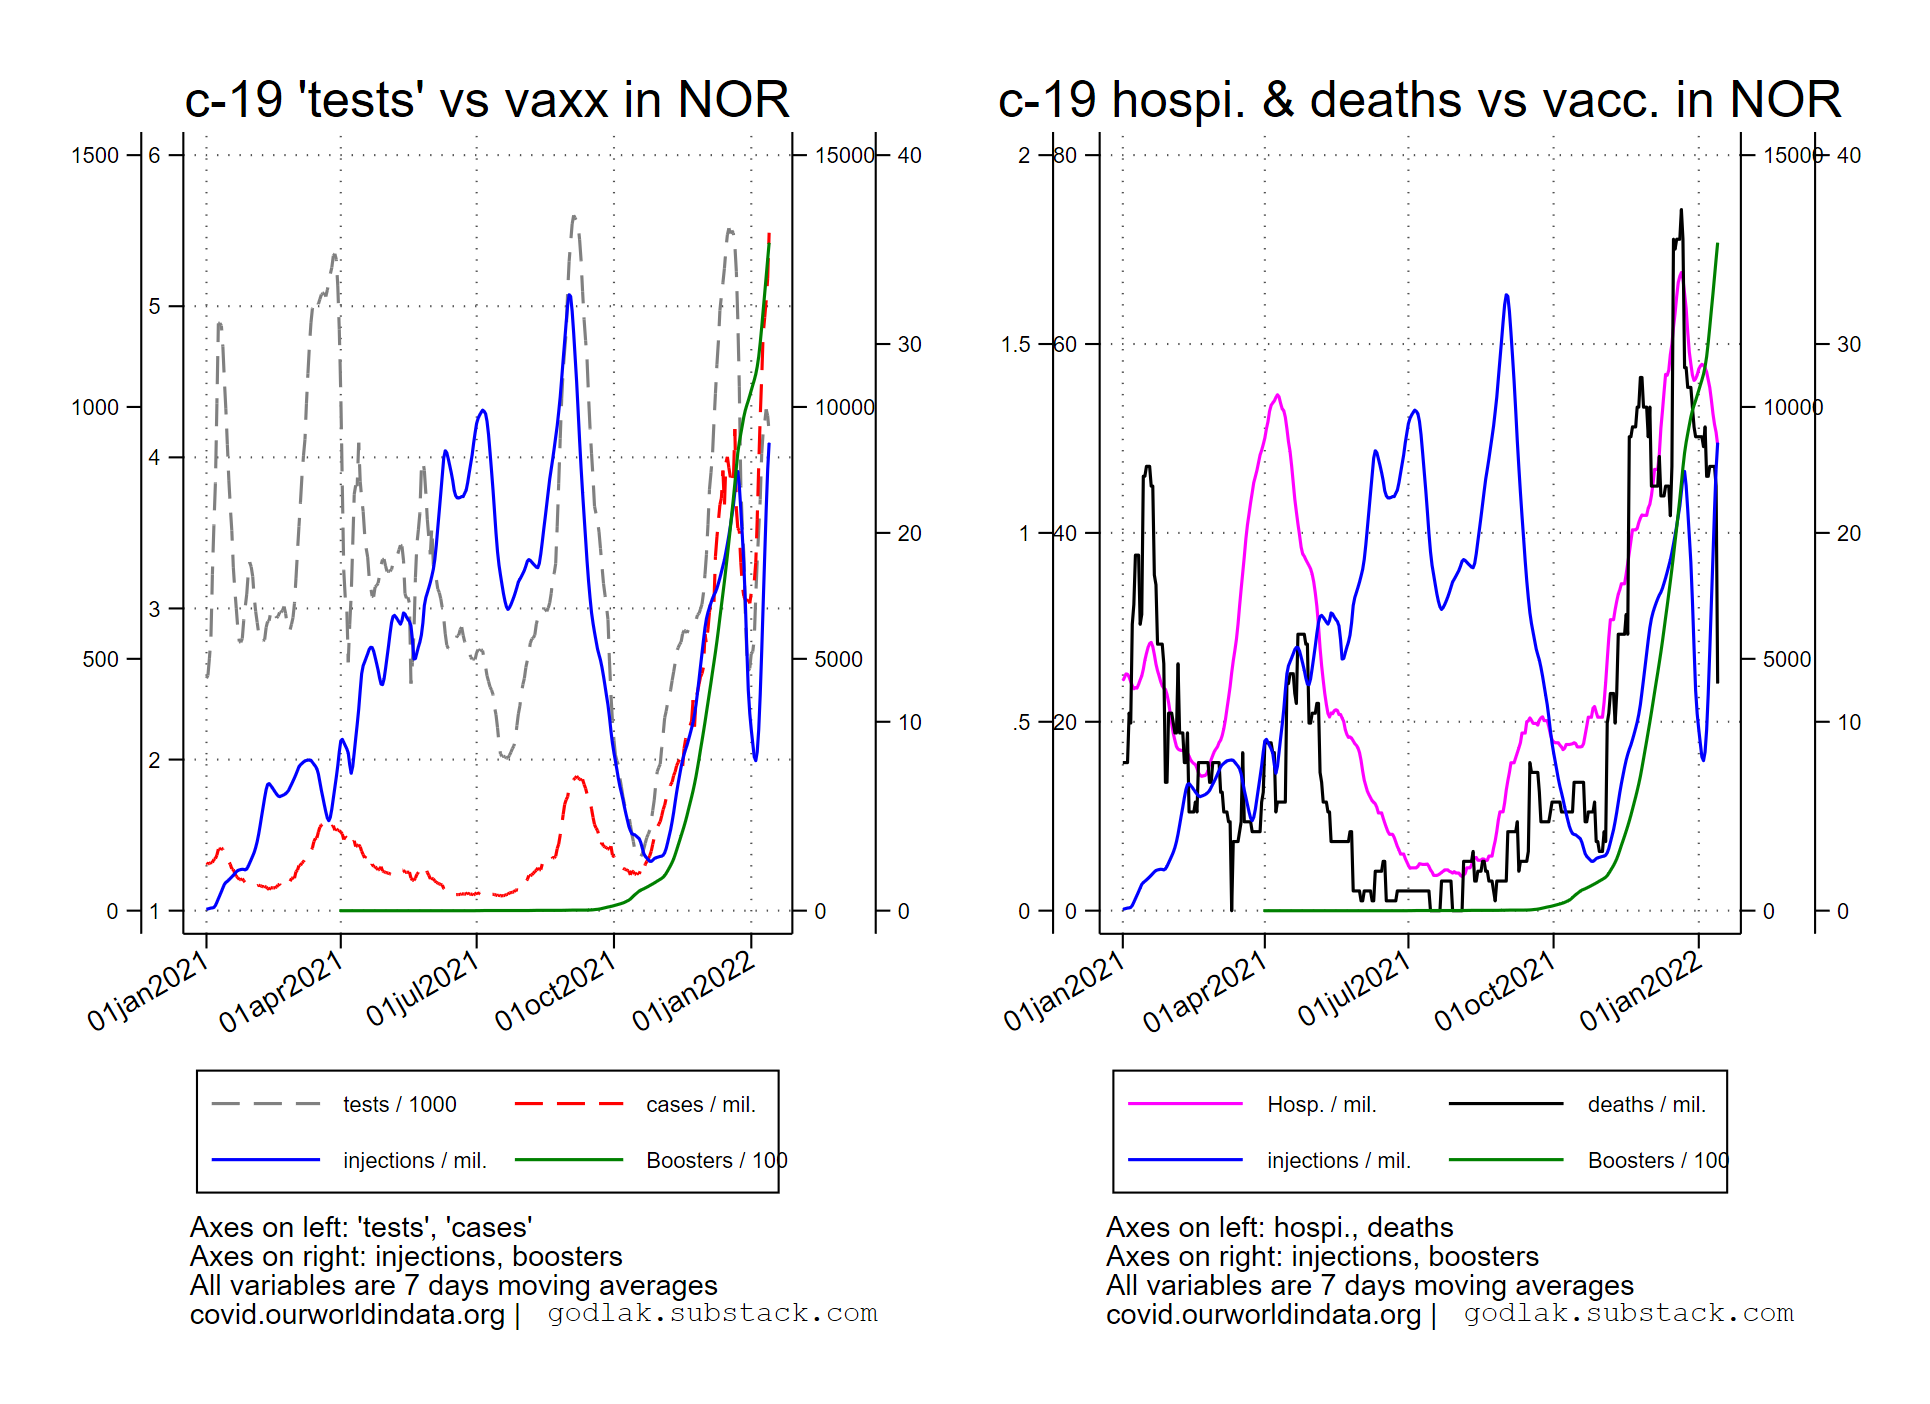 c-19 'tests' vs vaxx in NOR
c-19 hospi. & deaths vs vacc. in NOR
1500
1000
500
0
6
5
4
3
2
1
15000
10000
5000
0
40
30
20
10
0
01jan2021
01apr2021
01jul2021
01oct2021
01jan2022
tests / 1000
cases / mil.
injections / mil.
Boosters / 100
Axes on left: 'tests', 'cases'
Axes on right: injections, boosters
All variables are 7 days moving averages
covid.ourworldindata.org | godlak.substack.com
2
1.5
1
.5
0
80
60
40
20
0
15000
10000
5000
0
40
30
20
10
0
01jan2021
01apr2021
01jul2021
01oct2021
01jan2022
Hosp. / mil.
deaths / mil.
injections / mil.
Boosters / 100
Axes on left: hospi., deaths
Axes on right: injections, boosters
All variables are 7 days moving averages
covid.ourworldindata.org | godlak.substack.com